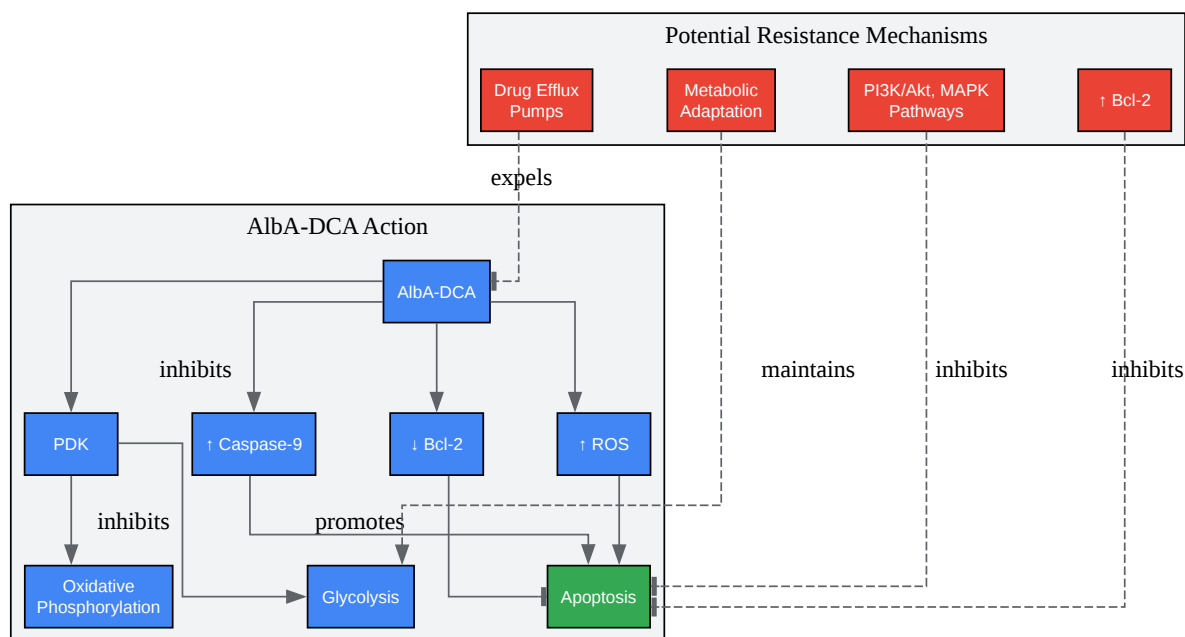 Potential Resistance Mechanisms
Drug Efflux
Pumps
Metabolic
Adaptation
PI3K/Akt, MAPK
Pathways
↑ Bcl-2
expels
AlbA-DCA Action
AlbA-DCA
inhibits
maintains
inhibits
inhibits
PDK
↑ Caspase-9
↓ Bcl-2
↑ ROS
inhibits
promotes
Oxidative
Phosphorylation
Glycolysis
Apoptosis